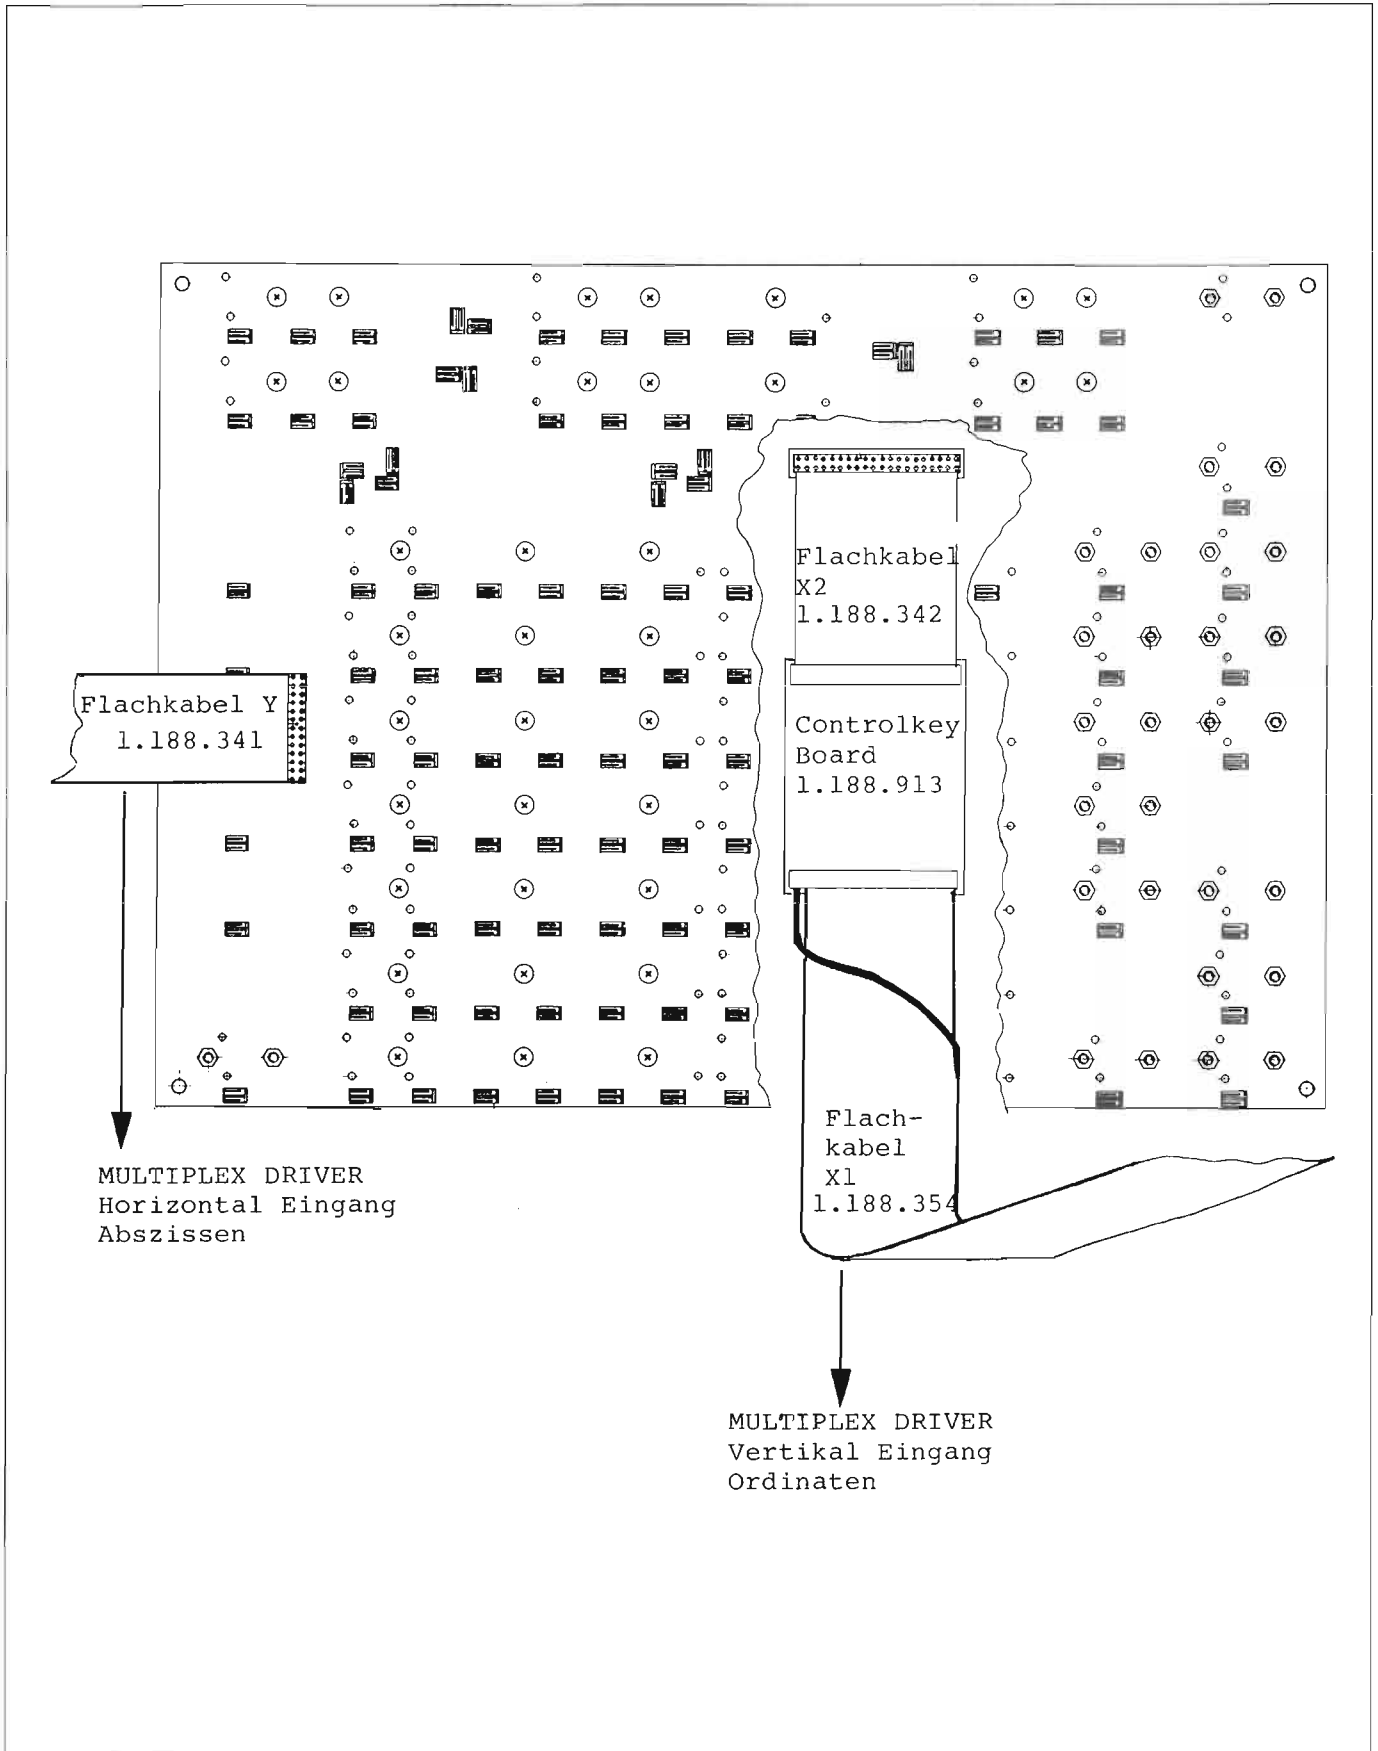 Flachkabel
X2
1.188.342
Flachkabel Y
1.188.341
Controlkey
Board
1.188.913
Flach-
kabel
X1
1.188.354
MULTIPLEX DRIVER
Horizontal Eingang
Abszissen
MULTIPLEX DRIVER
Vertikal Eingang
Ordinaten